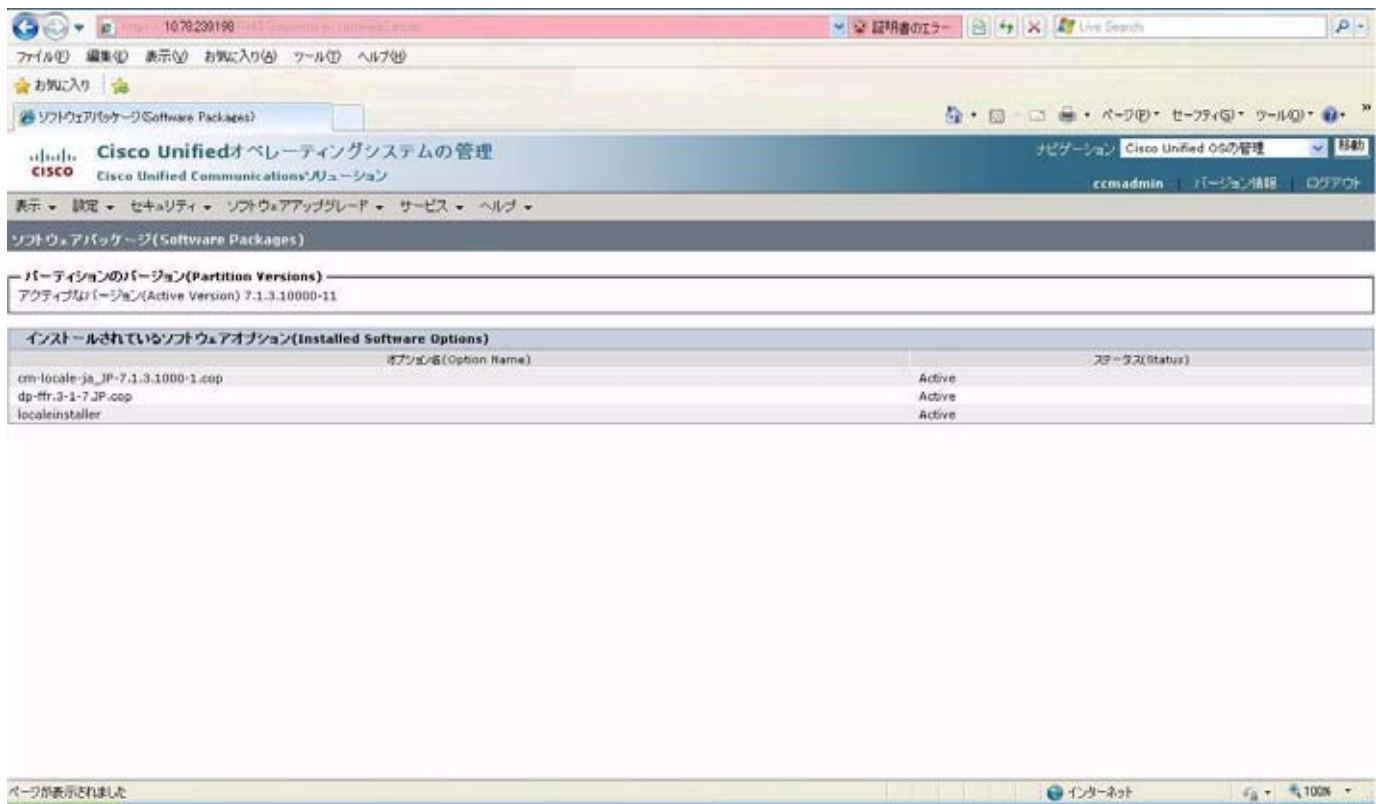 10.78.239.198
証明書のエラー
Live Search
ファイル(F) 編集(E) 表示(V) お気に入り(A) ツール(T) ヘルプ(H)
お気に入り
ソフトウェアパッケージ(Software Packages)
ページ(P) セーフティ(S) ツール(O)
Cisco Unifiedオペレーティングシステムの管理
ナビゲーション Cisco Unified OSの管理 移動
CISCO
Cisco Unified Communicationsソリューション
ccmadmin バージョン情報 ログアウト
表示 設定 セキュリティ ソフトウェアアップグレード サービス ヘルプ
ソフトウェアパッケージ(Software Packages)
パーティションのバージョン(Partition Versions)
アクティブなバージョン(Active Version) 7.1.3.10000-11
インストールされているソフトウェアオプション(Installed Software Options)
オプション名(Option Name) ステータス(Status)
cm-locale-ja_JP-7.1.3.1000-1.cop Active
dp-ffr.3-1-7.JP.cop Active
localeinstaller Active
ページが表示されました
インターネット 100%